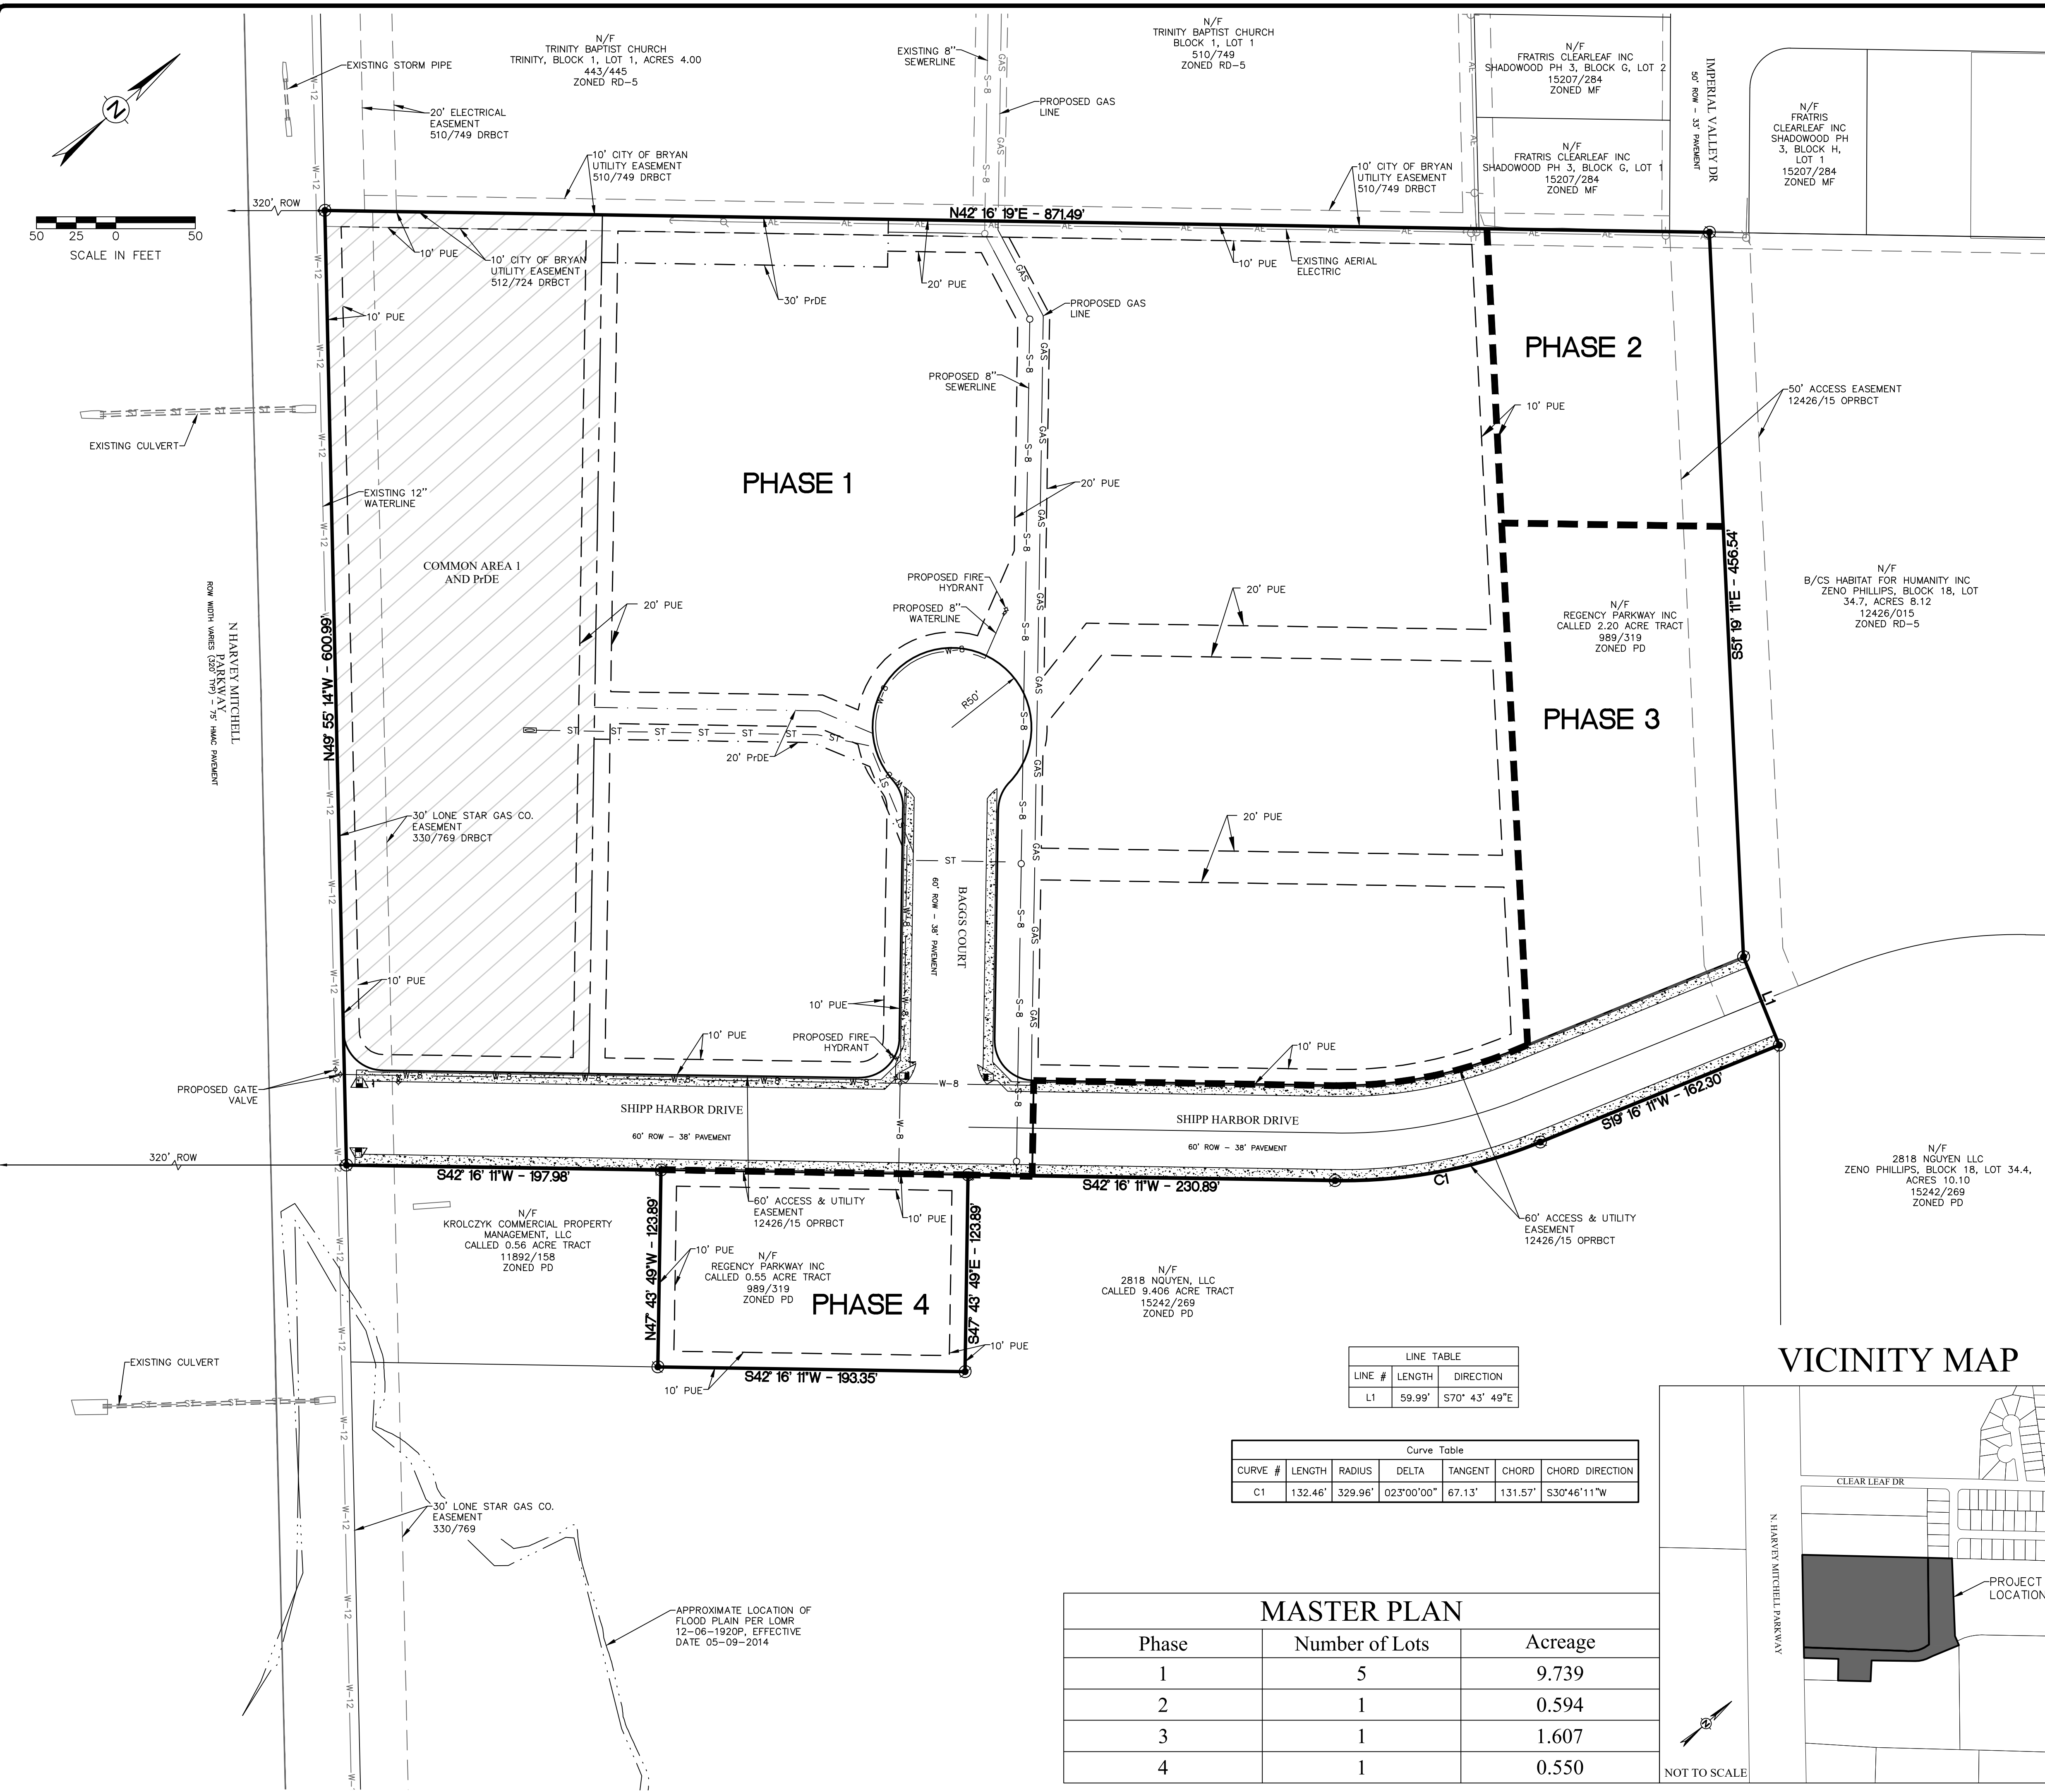 N/F
TRINITY BAPTIST CHURCH
TRINITY, BLOCK 1, LOT 1, ACRES 4.00
443/445
ZONED RD-5
N/F
TRINITY BAPTIST CHURCH
BLOCK 1, LOT 1
510/749
ZONED RD-5
N/F
FRATRIS CLEARLEAF INC
SHADOWOOD PH 3, BLOCK G, LOT 2
15207/284
ZONED MF
N/F
FRATRIS CLEARLEAF INC
SHADOWOOD PH 3, BLOCK G, LOT 1
15207/284
ZONED MF
IMPERIAL VALLEY DR
50' ROW - 33' PAVEMENT
N/F
FRATRIS
CLEARLEAF INC
SHADOWOOD PH
3, BLOCK H,
LOT 1
15207/284
ZONED MF
EXISTING STORM PIPE
EXISTING 8"
SEWERLINE
PROPOSED GAS
LINE
20' ELECTRICAL
EASEMENT
510/749 DRBCT
10' CITY OF BRYAN
UTILITY EASEMENT
510/749 DRBCT
10' CITY OF BRYAN
UTILITY EASEMENT
510/749 DRBCT
N
320' ROW
50 25 0 50
SCALE IN FEET
N42° 16' 19"E - 871.49'
10' PUE
10' CITY OF BRYAN
UTILITY EASEMENT
512/724 DRBCT
10' PUE
30' PrDE
20' PUE
10' PUE
EXISTING AERIAL
ELECTRIC
PROPOSED GAS
LINE
PHASE 2
PROPOSED 8"
SEWERLINE
50' ACCESS EASEMENT
12426/15 OPRBCT
10' PUE
EXISTING CULVERT
EXISTING 12"
WATERLINE
PHASE 1
20' PUE
COMMON AREA 1
AND PrDE
PROPOSED FIRE
HYDRANT
PROPOSED 8"
WATERLINE
20' PUE
20' PUE
N/F
REGENCY PARKWAY INC
CALLED 2.20 ACRE TRACT
989/319
ZONED PD
S51° 19' 11"E - 456.54'
N/F
B/CS HABITAT FOR HUMANITY INC
ZENO PHILLIPS, BLOCK 18, LOT
34.7, ACRES 8.12
12426/015
ZONED RD-5
N HARVEY MITCHELL
PARKWAY
ROW WIDTH VARIES (320' TYP) - 75' HMAC PAVEMENT
N49° 55' 14"W - 600.99'
R50'
PHASE 3
20' PrDE
30' LONE STAR GAS CO.
EASEMENT
330/769 DRBCT
20' PUE
BAGGS COURT
60' ROW - 38' PAVEMENT
10' PUE
10' PUE
PROPOSED FIRE
HYDRANT
10' PUE
10' PUE
L1
PROPOSED GATE
VALVE
SHIPP HARBOR DRIVE
60' ROW - 38' PAVEMENT
SHIPP HARBOR DRIVE
60' ROW - 38' PAVEMENT
S19° 16' 11"W - 162.30'
320' ROW
S42° 16' 11"W - 197.98'
S42° 16' 11"W - 230.89'
C1
N/F
2818 NGUYEN LLC
ZENO PHILLIPS, BLOCK 18, LOT 34.4,
ACRES 10.10
15242/269
ZONED PD
N/F
KROLCZYK COMMERCIAL PROPERTY
MANAGEMENT, LLC
CALLED 0.56 ACRE TRACT
11892/158
ZONED PD
N47° 43' 49"W - 123.89'
60' ACCESS & UTILITY
EASEMENT
12426/15 OPRBCT
10' PUE
S47° 43' 49"E - 123.89'
60' ACCESS & UTILITY
EASEMENT
12426/15 OPRBCT
10' PUE
N/F
REGENCY PARKWAY INC
CALLED 0.55 ACRE TRACT
989/319
ZONED PD
PHASE 4
N/F
2818 NQUYEN, LLC
CALLED 9.406 ACRE TRACT
15242/269
ZONED PD
10' PUE
S42° 16' 11"W - 193.35'
10' PUE
EXISTING CULVERT
LINE TABLE
LINE # LENGTH DIRECTION
L1 59.99' S70° 43' 49"E
Curve Table
CURVE # LENGTH RADIUS DELTA TANGENT CHORD CHORD DIRECTION
C1 132.46' 329.96' 023°00'00" 67.13' 131.57' S30°46'11"W
30' LONE STAR GAS CO.
EASEMENT
330/769
APPROXIMATE LOCATION OF
FLOOD PLAIN PER LOMR
12-06-1920P, EFFECTIVE
DATE 05-09-2014
MASTER PLAN
Phase Number of Lots Acreage
1 5 9.739
2 1 0.594
3 1 1.607
4 1 0.550
VICINITY MAP
CLEAR LEAF DR
N. HARVEY MITCHELL PARKWAY
PROJECT
LOCATION
N
NOT TO SCALE